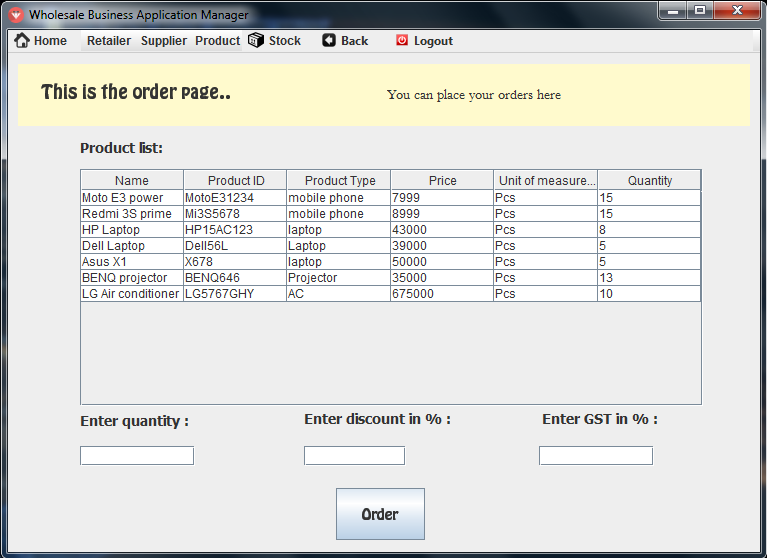 Wholesale Business Application Manager
Home Retailer Supplier Product Stock Back Logout
This is the order page.. You can place your orders here
Product list:
Name Product ID Product Type Price Unit of measure... Quantity
Moto E3 power MotoE31234 mobile phone 7999 Pcs 15
Redmi 3S prime Mi3S5678 mobile phone 8999 Pcs 15
HP Laptop HP15AC123 laptop 43000 Pcs 8
Dell Laptop Dell56L Laptop 39000 Pcs 5
Asus X1 X678 laptop 50000 Pcs 5
BENQ projector BENQ646 Projector 35000 Pcs 13
LG Air conditioner LG5767GHY AC 675000 Pcs 10
Enter quantity : Enter discount in % : Enter GST in % :
Order